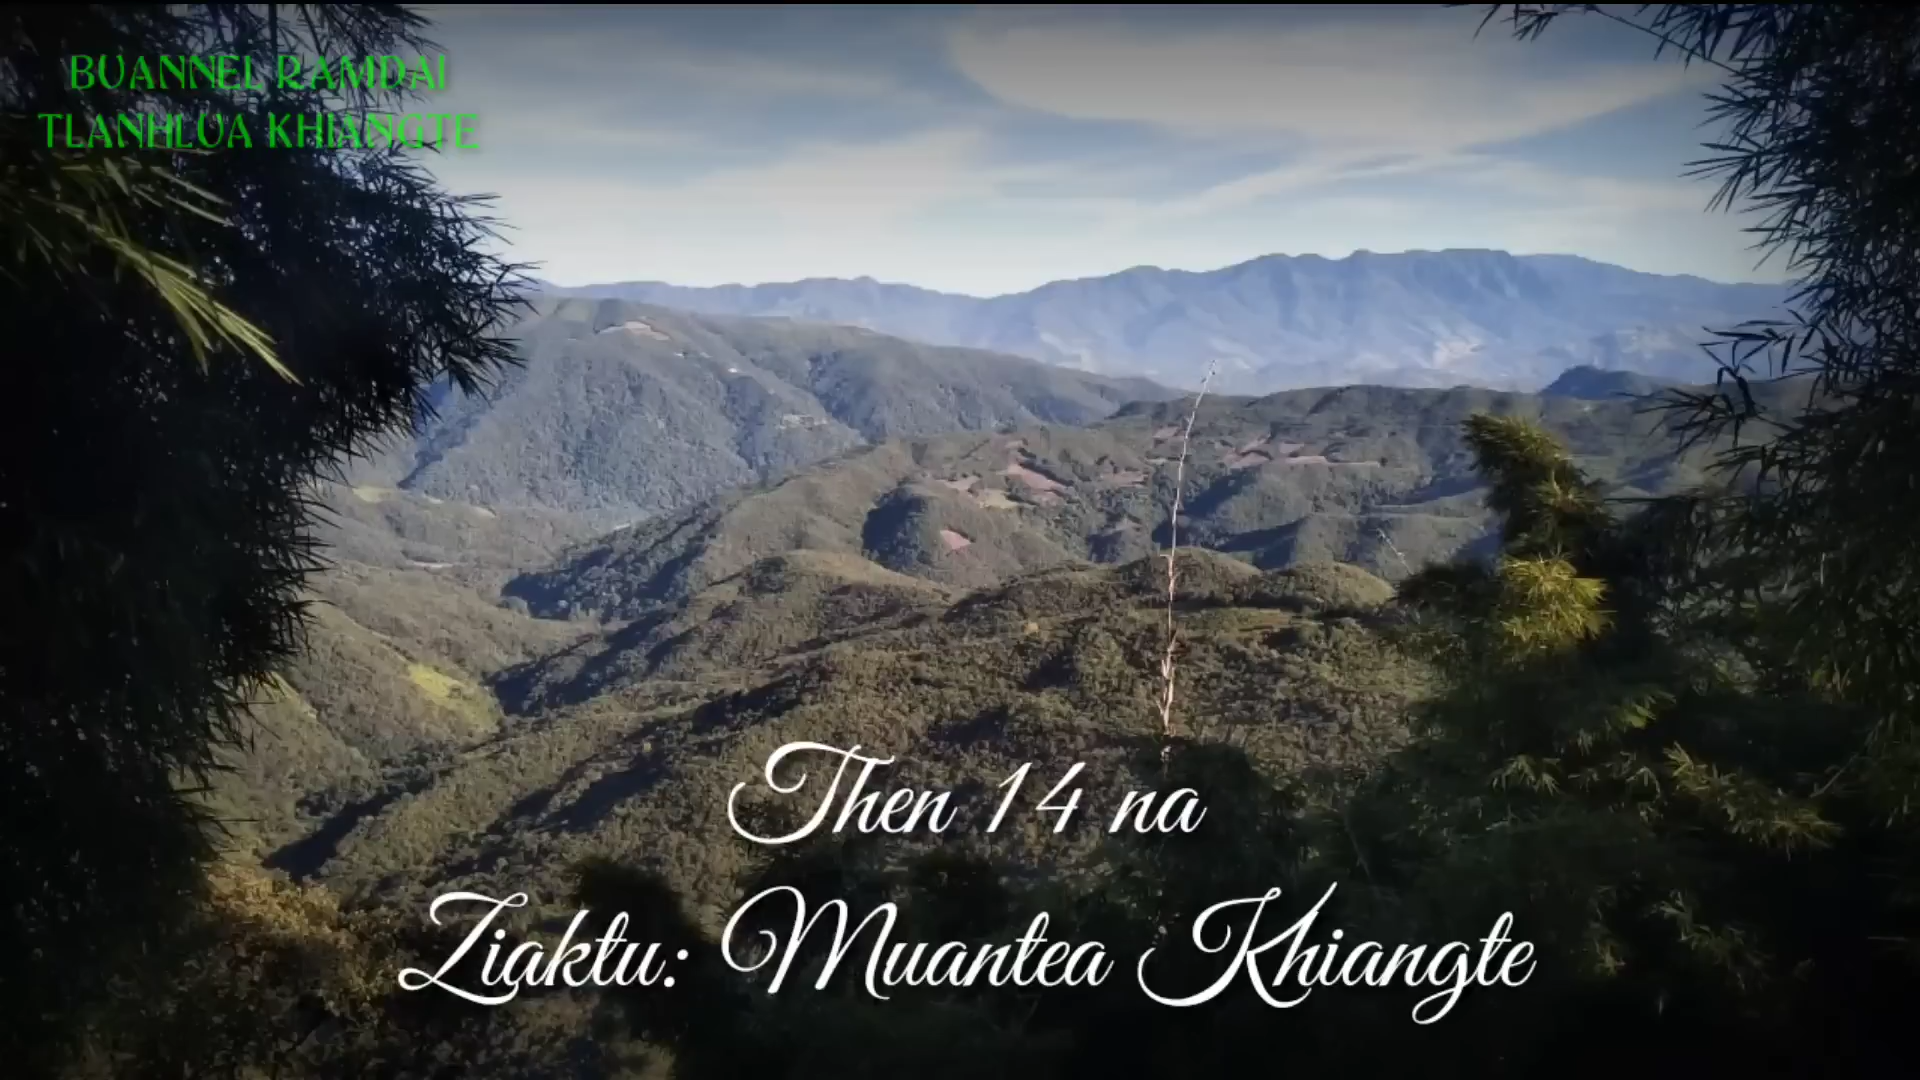 BUANNEL RAMDAI
TLANHLUA KHIANGTE
Then 14 na
Ziaktu: Muantea Khiangte